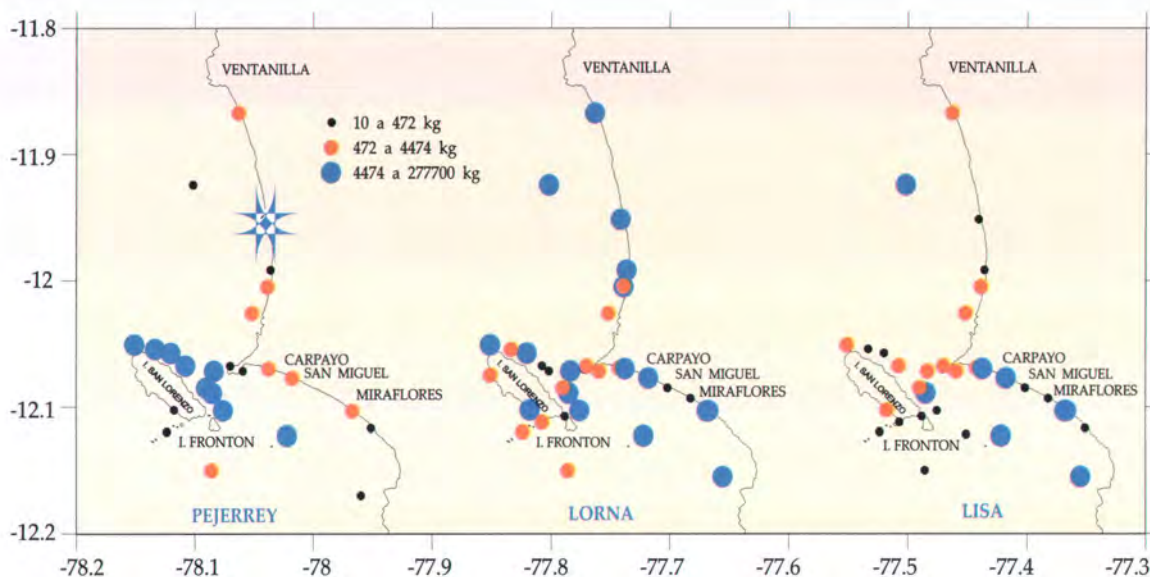 -11.8
-11.9
-12
-12.1
-12.2
VENTANILLA
10 a 472 kg
472 a 4474 kg
4474 a 277700 kg
CARPAYO
SAN MIGUEL
MIRAFLORES
I. SAN LORENZO
I. FRONTON
PEJERREY
VENTANILLA
CARPAYO
SAN MIGUEL
MIRAFLORES
I. SAN LORENZO
I. FRONTON
LORNA
VENTANILLA
CARPAYO
SAN MIGUEL
MIRAFLORES
I. SAN LORENZO
I. FRONTON
LISA
-78.2 -78.1 -78 -77.9 -77.8 -77.7 -77.6 -77.5 -77.4 -77.3